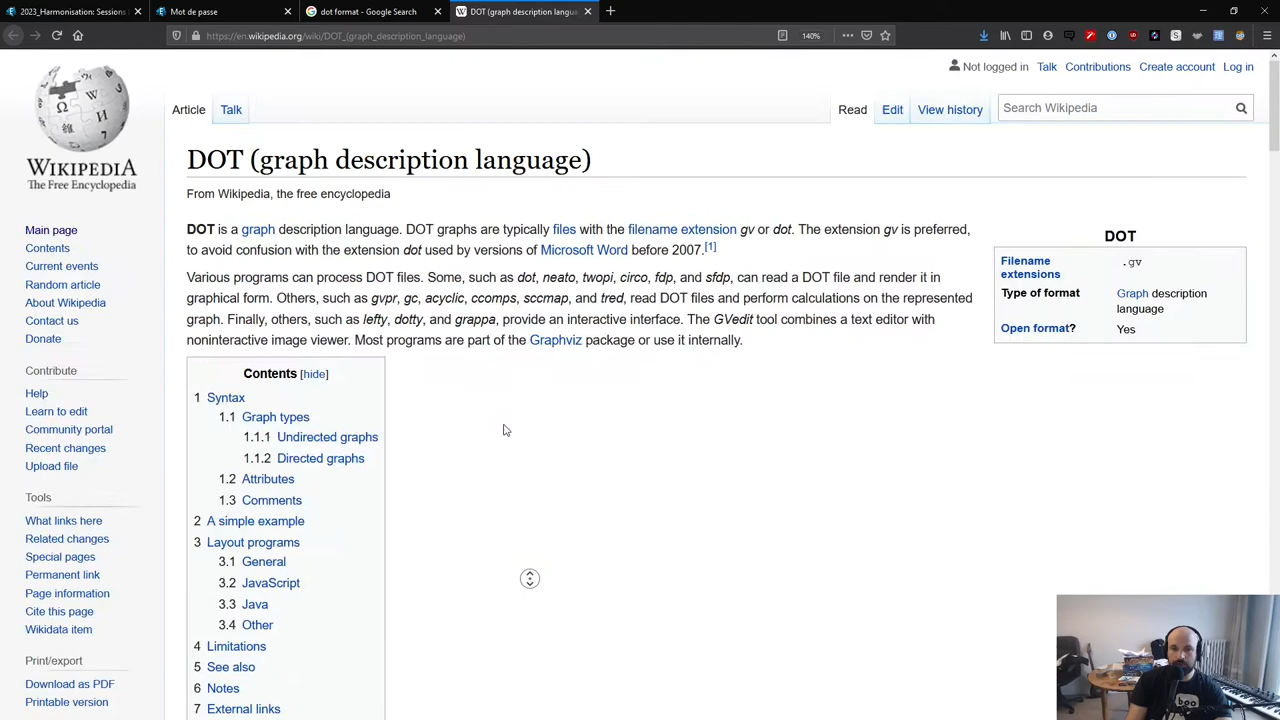 2023_Harmonisation: Sessions
Mot de passe
dot format - Google Search
DOT (graph description langua
https://en.wikipedia.org/wiki/DOT_(graph_description_language)
140%
Not logged in Talk Contributions Create account Log in
Article Talk
Read Edit View history
Search Wikipedia
WIKIPEDIA
The Free Encyclopedia
DOT (graph description language)
From Wikipedia, the free encyclopedia
DOT is a graph description language. DOT graphs are typically files with the filename extension gv or dot. The extension gv is preferred,
to avoid confusion with the extension dot used by versions of Microsoft Word before 2007.[1]
Various programs can process DOT files. Some, such as dot, neato, twopi, circo, fdp, and sfdp, can read a DOT file and render it in
graphical form. Others, such as gvpr, gc, acyclic, ccomps, sccmap, and tred, read DOT files and perform calculations on the represented
graph. Finally, others, such as lefty, dotty, and grappa, provide an interactive interface. The GVedit tool combines a text editor with
noninteractive image viewer. Most programs are part of the Graphviz package or use it internally.
DOT
Filename extensions .gv
Type of format Graph description language
Open format? Yes
Main page
Contents
Current events
Random article
About Wikipedia
Contact us
Donate
Contribute
Help
Learn to edit
Community portal
Recent changes
Upload file
Tools
What links here
Related changes
Special pages
Permanent link
Page information
Cite this page
Wikidata item
Print/export
Download as PDF
Printable version
Contents [hide]
1 Syntax
1.1 Graph types
1.1.1 Undirected graphs
1.1.2 Directed graphs
1.2 Attributes
1.3 Comments
2 A simple example
3 Layout programs
3.1 General
3.2 JavaScript
3.3 Java
3.4 Other
4 Limitations
5 See also
6 Notes
7 External links
boo